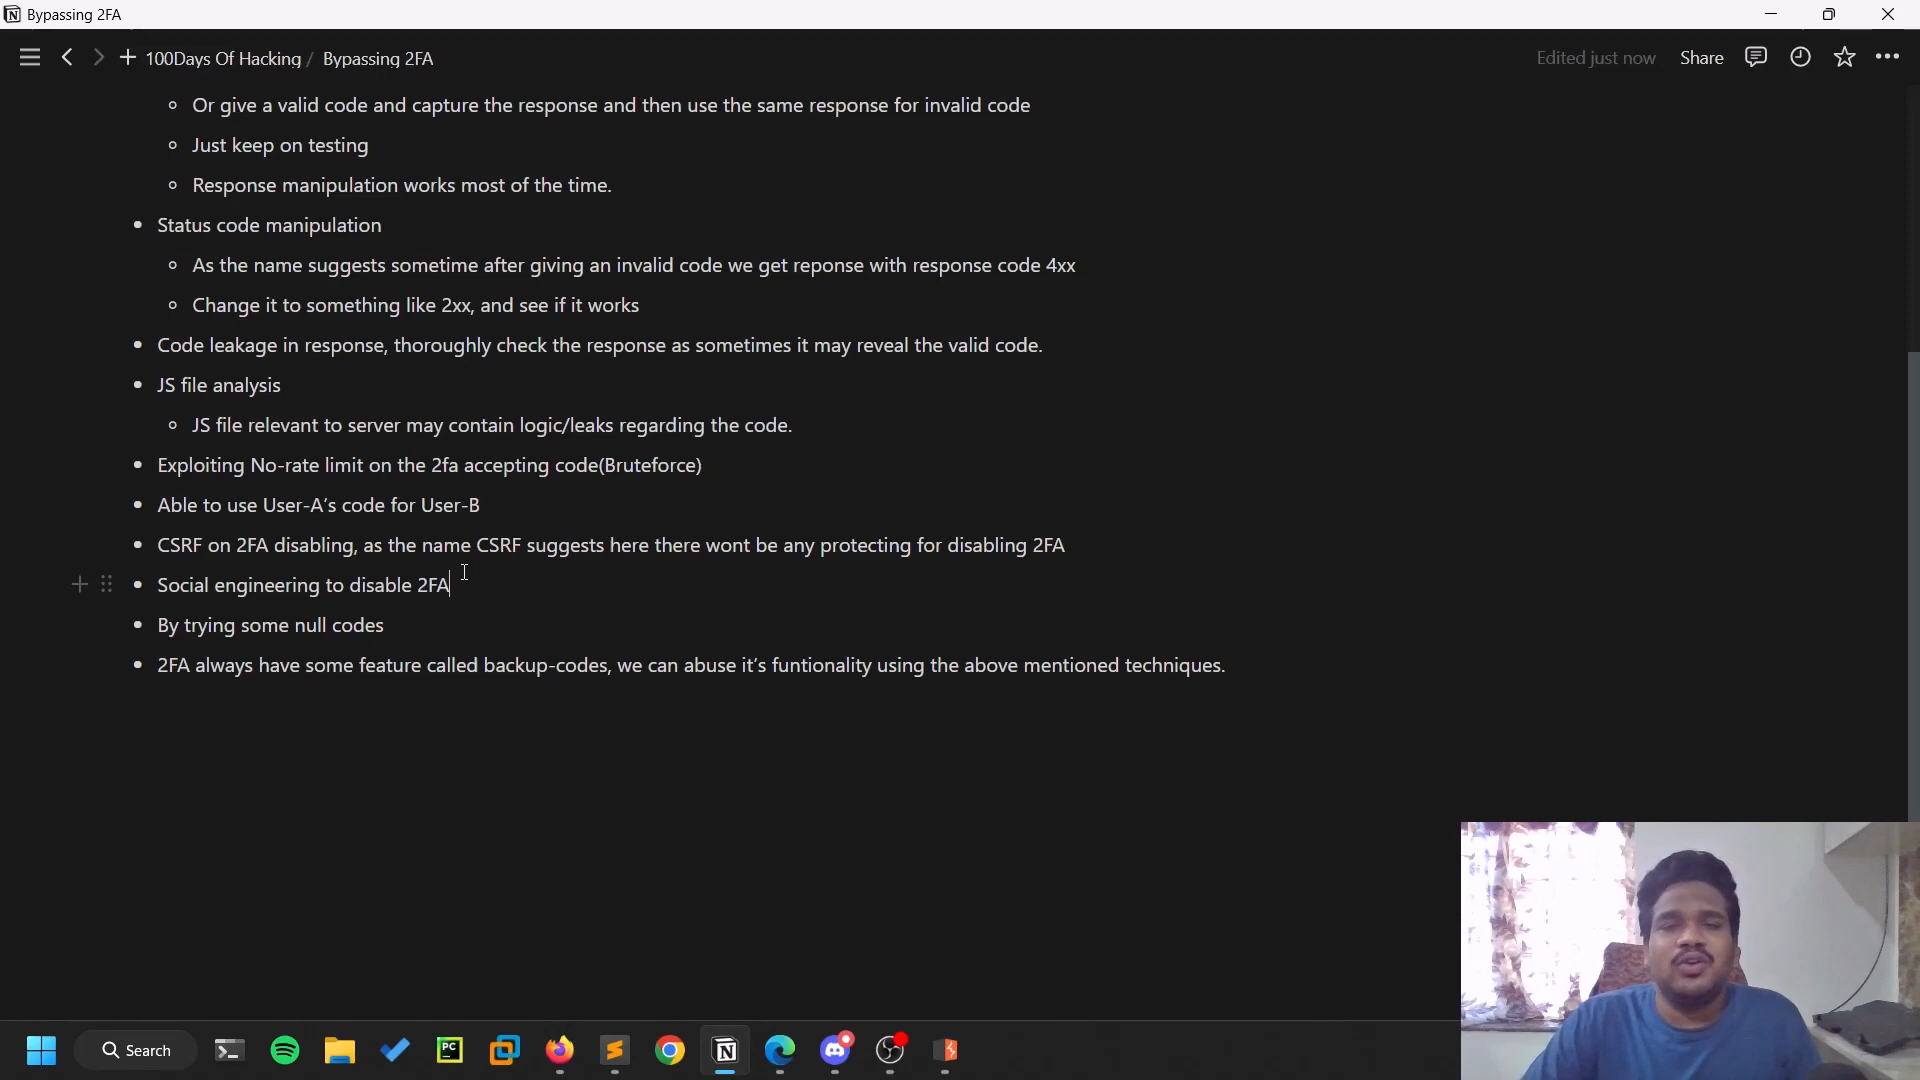 Bypassing 2FA
100Days Of Hacking / Bypassing 2FA
Edited just now Share
Or give a valid code and capture the response and then use the same response for invalid code
Just keep on testing
Response manipulation works most of the time.
Status code manipulation
As the name suggests sometime after giving an invalid code we get reponse with response code 4xx
Change it to something like 2xx, and see if it works
Code leakage in response, thoroughly check the response as sometimes it may reveal the valid code.
JS file analysis
JS file relevant to server may contain logic/leaks regarding the code.
Exploiting No-rate limit on the 2fa accepting code(Bruteforce)
Able to use User-A's code for User-B
CSRF on 2FA disabling, as the name CSRF suggests here there wont be any protecting for disabling 2FA
Social engineering to disable 2FA
By trying some null codes
2FA always have some feature called backup-codes, we can abuse it's funtionality using the above mentioned techniques.
Search
PC